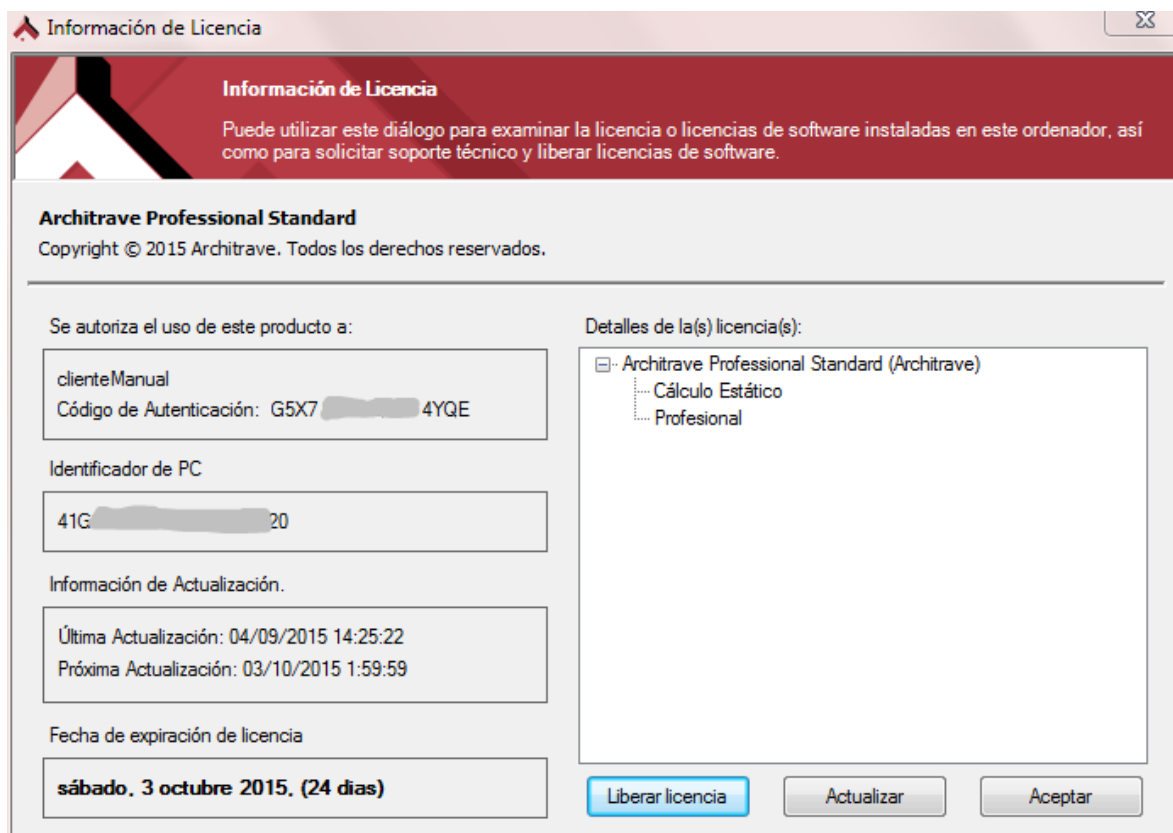 Información de Licencia
Información de Licencia
Puede utilizar este diálogo para examinar la licencia o licencias de software instaladas en este ordenador, así
como para solicitar soporte técnico y liberar licencias de software.
Architrave Professional Standard
Copyright © 2015 Architrave. Todos los derechos reservados.
Se autoriza el uso de este producto a:
clienteManual
Código de Autenticación: G5X7 4YQE
Identificador de PC
41G 20
Información de Actualización.
Última Actualización: 04/09/2015 14:25:22
Próxima Actualización: 03/10/2015 1:59:59
Fecha de expiración de licencia
sábado, 3 octubre 2015, (24 dias)
Detalles de la(s) licencia(s):
Architrave Professional Standard (Architrave)
Cálculo Estático
Profesional
Liberar licencia Actualizar Aceptar